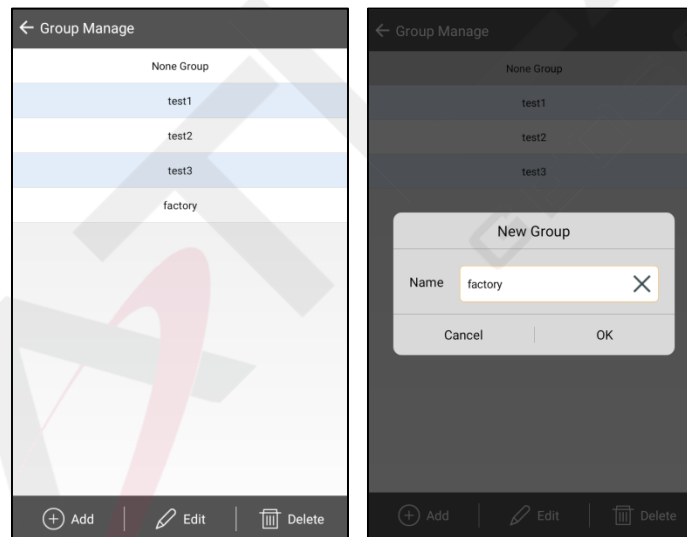 Group Manage
None Group
test1
test2
test3
factory
Add
Edit
Delete
Group Manage
None Group
test1
test2
test3
New Group
Name factory
Cancel OK
Add
Edit
Delete